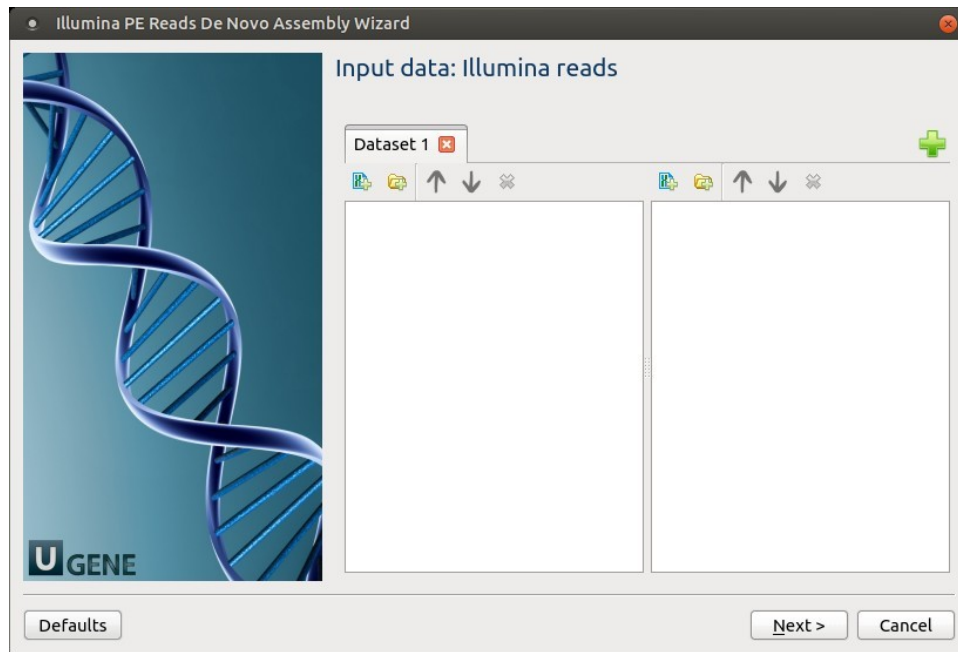 Illumina PE Reads De Novo Assembly Wizard
Input data: Illumina reads
Dataset 1
U GENE
Defaults
Next >
Cancel